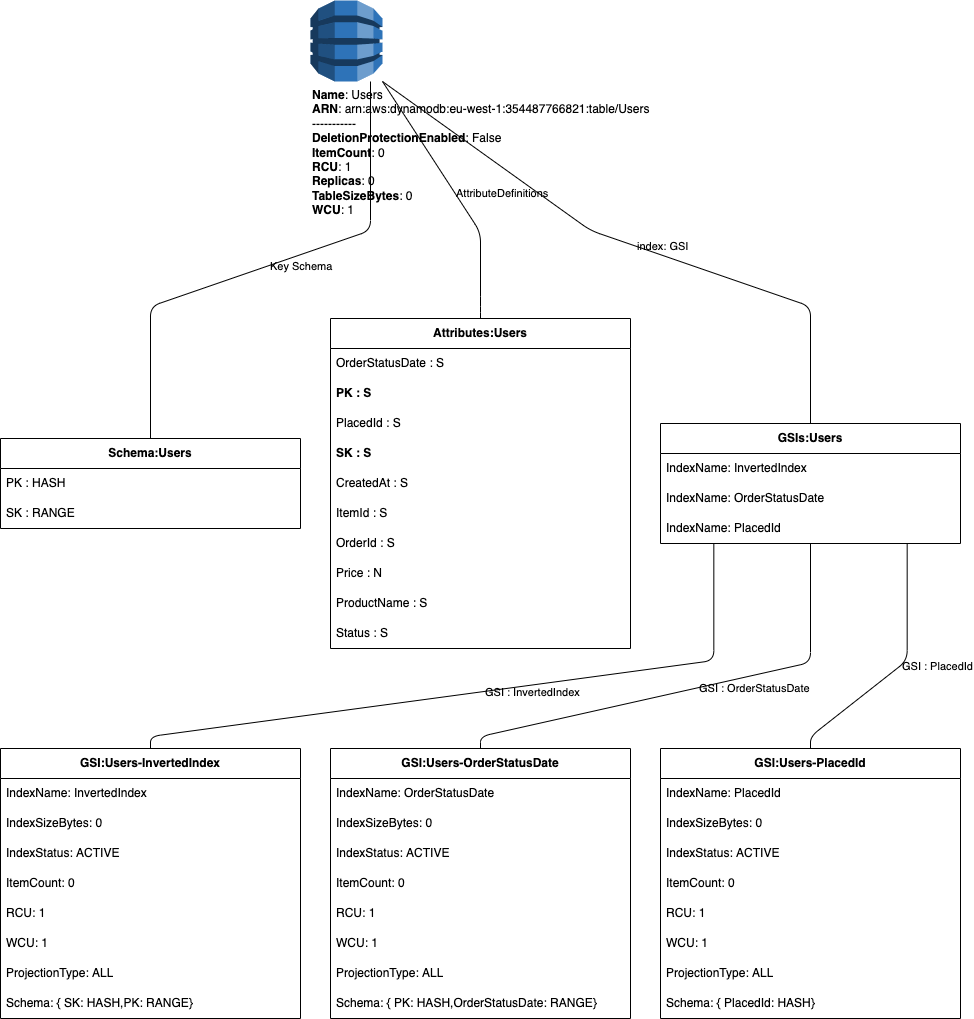 Name: Users
ARN: arn:aws:dynamodb:eu-west-1:354487766821:table/Users
-----------
DeletionProtectionEnabled: False
ItemCount: 0
RCU: 1
Replicas: 0
TableSizeBytes: 0
WCU: 1
AttributeDefinitions
index: GSI
Key Schema
Attributes:Users
OrderStatusDate : S
PK : S
PlacedId : S
SK : S
CreatedAt : S
ItemId : S
OrderId : S
Price : N
ProductName : S
Status : S
Schema:Users
PK : HASH
SK : RANGE
GSIs:Users
IndexName: InvertedIndex
IndexName: OrderStatusDate
IndexName: PlacedId
GSI : InvertedIndex
GSI : OrderStatusDate
GSI : PlacedId
GSI:Users-InvertedIndex
IndexName: InvertedIndex
IndexSizeBytes: 0
IndexStatus: ACTIVE
ItemCount: 0
RCU: 1
WCU: 1
ProjectionType: ALL
Schema: { SK: HASH,PK: RANGE}
GSI:Users-OrderStatusDate
IndexName: OrderStatusDate
IndexSizeBytes: 0
IndexStatus: ACTIVE
ItemCount: 0
RCU: 1
WCU: 1
ProjectionType: ALL
Schema: { PK: HASH,OrderStatusDate: RANGE}
GSI:Users-PlacedId
IndexName: PlacedId
IndexSizeBytes: 0
IndexStatus: ACTIVE
ItemCount: 0
RCU: 1
WCU: 1
ProjectionType: ALL
Schema: { PlacedId: HASH}